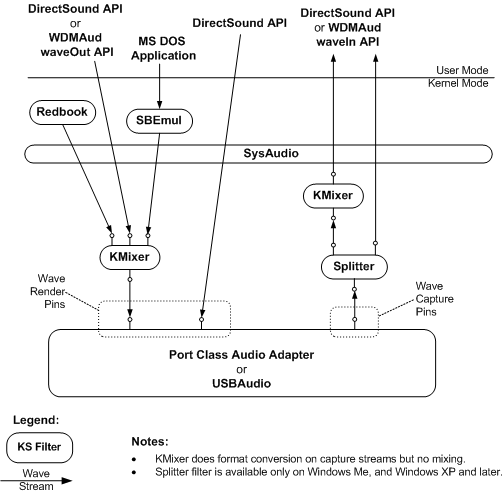 DirectSound API
or
WDMAud
waveOut API
MS DOS
Application
DirectSound API
DirectSound API
or WDMAud
waveIn API
User Mode
Kernel Mode
Redbook
SBEmul
SysAudio
KMixer
KMixer
Splitter
Wave
Render
Pins
Wave
Capture
Pins
Port Class Audio Adapter
or
USBAudio
Legend:
KS Filter
Wave
Stream
Notes:
• KMixer does format conversion on capture streams but no mixing.
• Splitter filter is available only on Windows Me, and Windows XP and later.